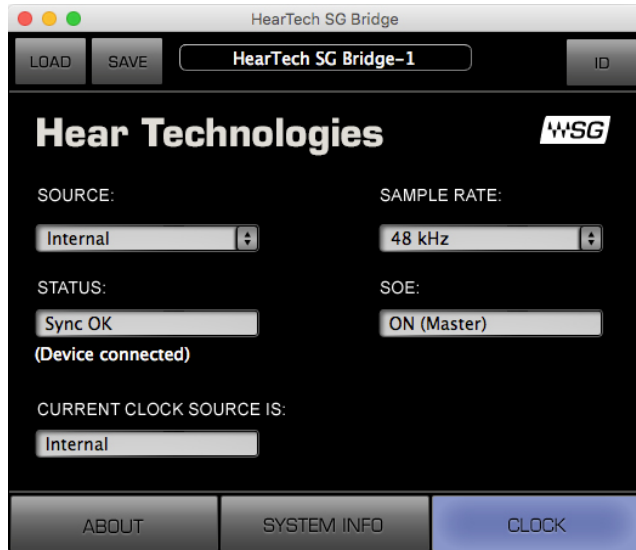 HearTech SG Bridge
LOAD SAVE HearTech SG Bridge-1 ID
Hear Technologies SG
SOURCE: SAMPLE RATE:
Internal 48 kHz
STATUS: SOE:
Sync OK ON (Master)
(Device connected)
CURRENT CLOCK SOURCE IS:
Internal
ABOUT SYSTEM INFO CLOCK